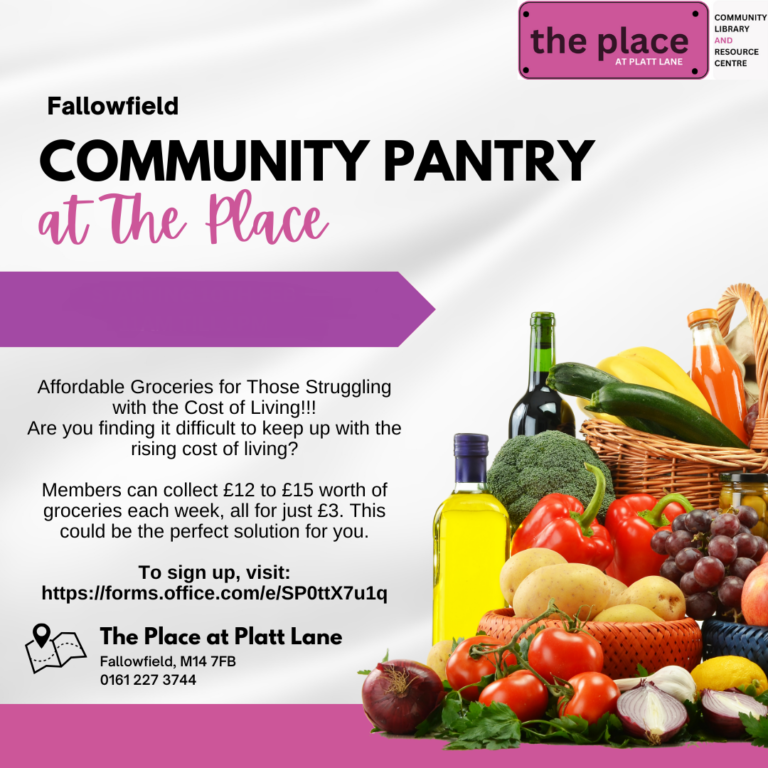 the place
AT PLATT LANE
COMMUNITY
LIBRARY
AND
RESOURCE
CENTRE
Fallowfield
COMMUNITY PANTRY
at The Place
Affordable Groceries for Those Struggling
with the Cost of Living!!!
Are you finding it difficult to keep up with the
rising cost of living?
Members can collect £12 to £15 worth of
groceries each week, all for just £3. This
could be the perfect solution for you.
To sign up, visit:
https://forms.office.com/e/SP0ttX7u1q
The Place at Platt Lane
Fallowfield, M14 7FB
0161 227 3744